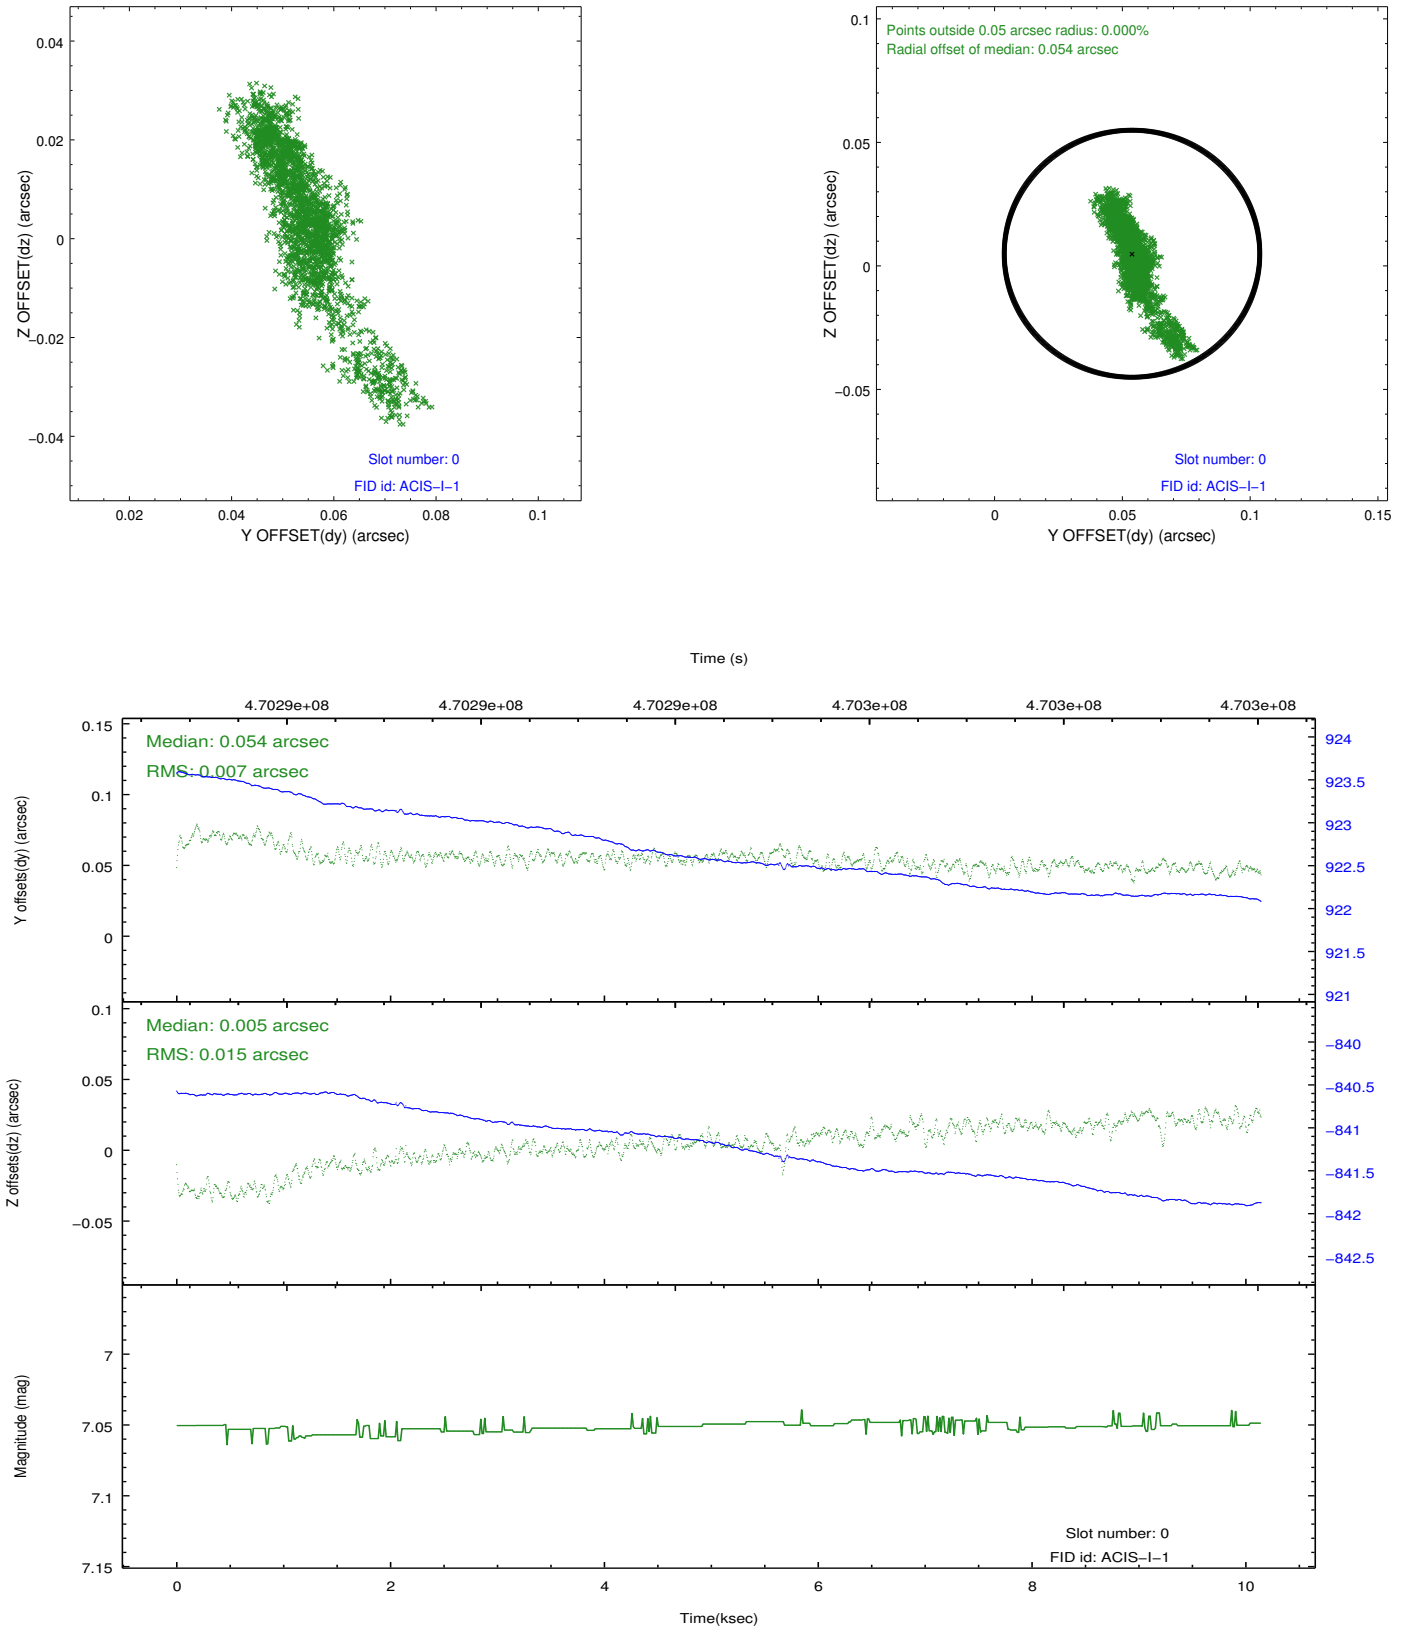 0.04
0.02
0
−0.02
−0.04
Z OFFSET(dz) (arcsec)
Slot number: 0
FID id: ACIS−I−1
0.02 0.04 0.06 0.08 0.1
Y OFFSET(dy) (arcsec)
Points outside 0.05 arcsec radius: 0.000%
Radial offset of median: 0.054 arcsec
0.1
0.05
0
−0.05
Z OFFSET(dz) (arcsec)
Slot number: 0
FID id: ACIS−I−1
0 0.05 0.1 0.15
Y OFFSET(dy) (arcsec)
Time (s)
4.7029e+08 4.7029e+08 4.7029e+08 4.703e+08 4.703e+08 4.703e+08
Median: 0.054 arcsec
RMS: 0.007 arcsec
0.15
0.1
0.05
0
Y offsets(dy) (arcsec)
924
923.5
923
922.5
922
921.5
921
Median: 0.005 arcsec
RMS: 0.015 arcsec
0.1
0.05
0
−0.05
Z offsets(dz) (arcsec)
−840
−840.5
−841
−841.5
−842
−842.5
7
7.05
7.1
7.15
Magnitude (mag)
Slot number: 0
FID id: ACIS−I−1
0 2 4 6 8 10
Time(ksec)